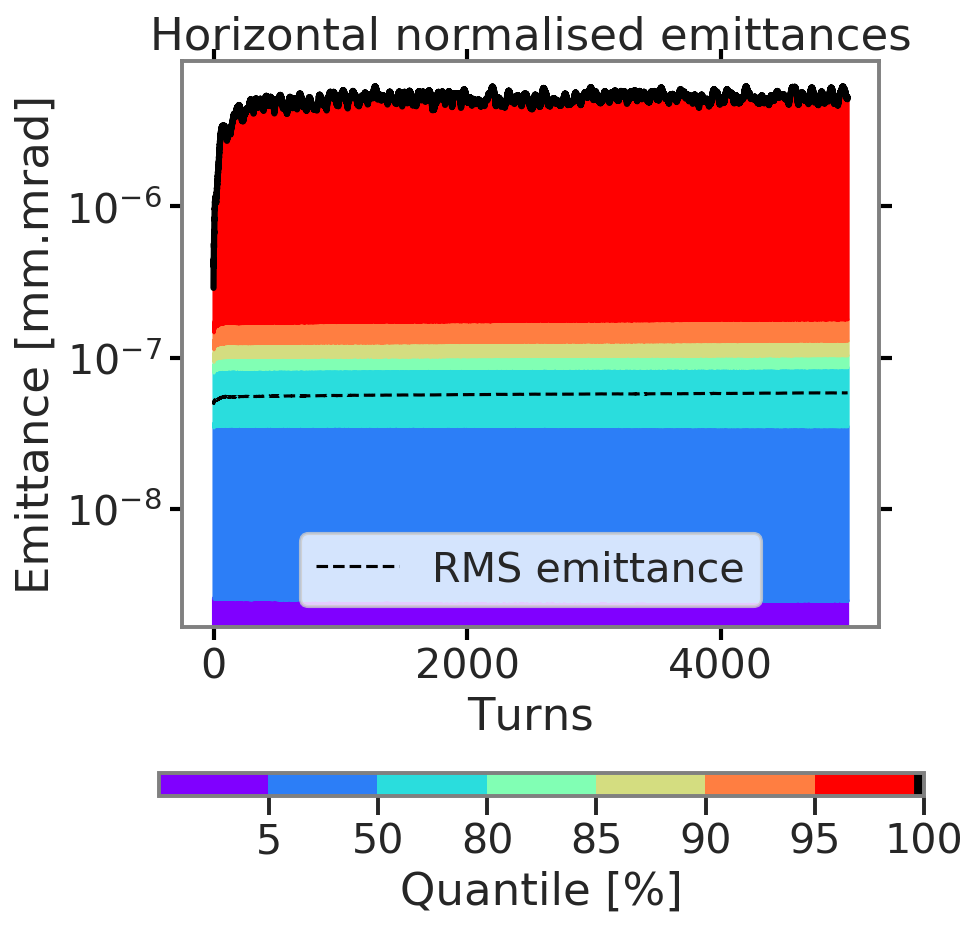 Horizontal normalised emittances
Emittance [mm.mrad]
10⁻⁶
10⁻⁷
10⁻⁸
RMS emittance
0 2000 4000
Turns
5 50 80 85 90 95 100
Quantile [%]